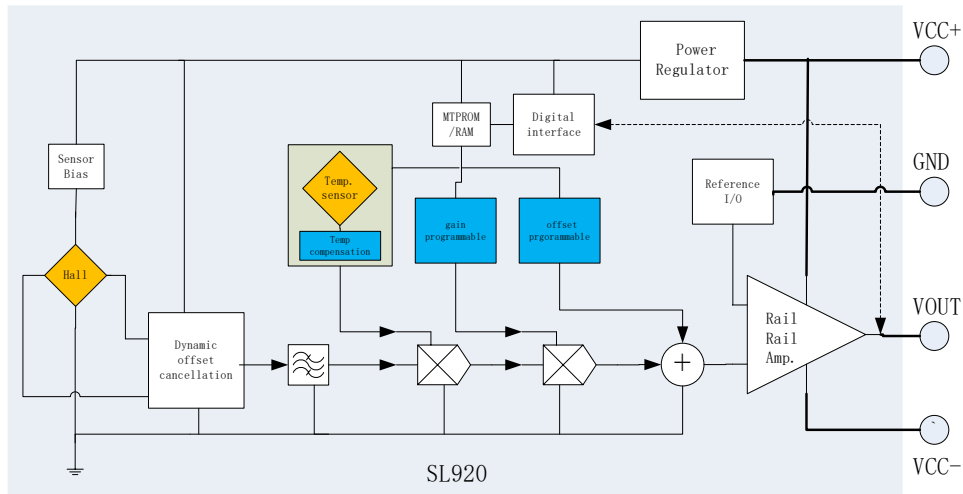 VCC+
Power
Regulator
MTPROM
/RAM
Digital
interface
Sensor
Bias
Temp.
sensor
Temp
compensation
gain
programmable
offset
prgorammable
Reference
I/O
GND
Hall
Dynamic
offset
cancellation
+
Rail
Rail
Amp.
VOUT
`
VCC-
SL920